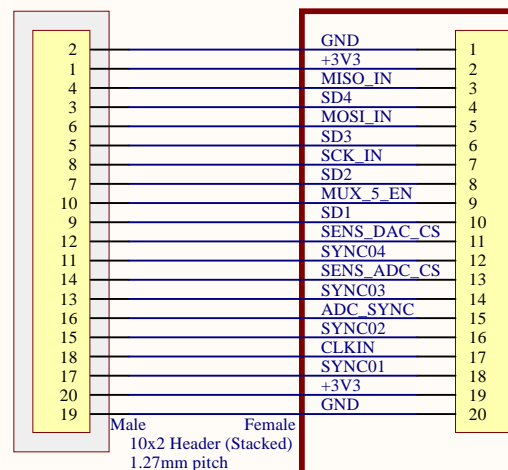 2 GND 1
1 +3V3 2
4 MISO_IN 3
3 SD4 4
6 MOSI_IN 5
5 SD3 6
8 SCK_IN 7
7 SD2 8
10 MUX_5_EN 9
9 SD1 10
12 SENS_DAC_CS 11
11 SYNC04 12
14 SENS_ADC_CS 13
13 SYNC03 14
16 ADC_SYNC 15
15 SYNC02 16
18 CLKIN 17
17 SYNC01 18
20 +3V3 19
19 GND 20
Male Female
10x2 Header (Stacked)
1.27mm pitch